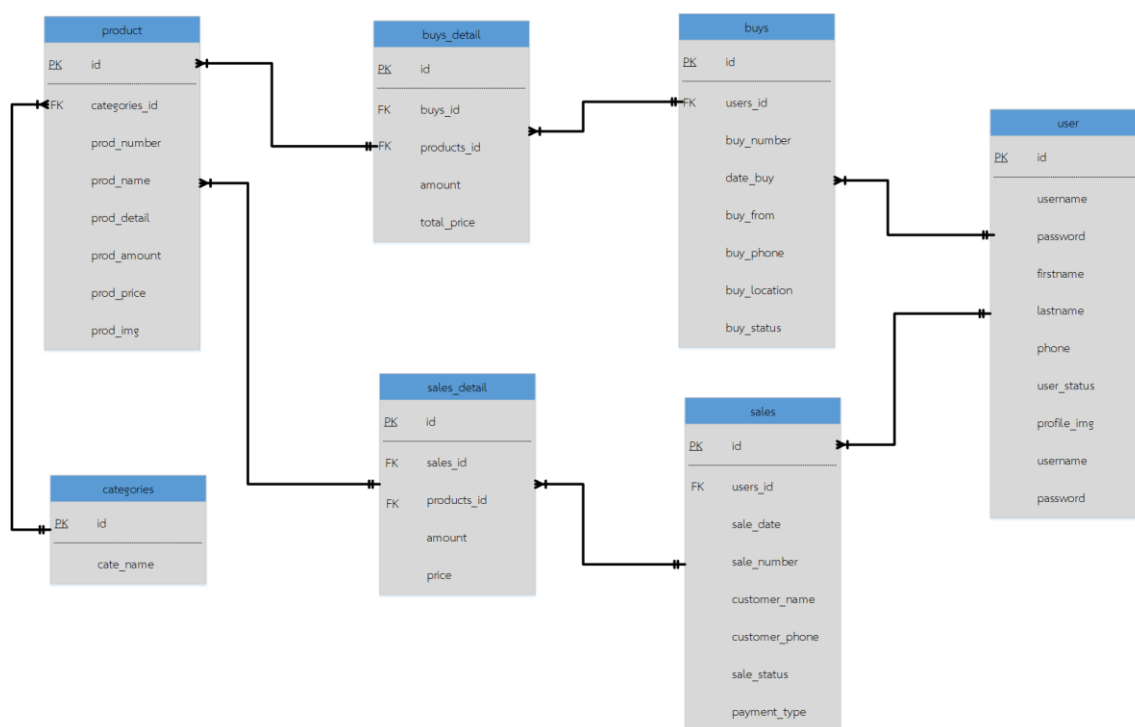 product
PK id
FK categories_id
prod_number
prod_name
prod_detail
prod_amount
prod_price
prod_img
buys_detail
PK id
FK buys_id
FK products_id
amount
total_price
buys
PK id
FK users_id
buy_number
date_buy
buy_from
buy_phone
buy_location
buy_status
user
PK id
username
password
firstname
lastname
phone
user_status
profile_img
username
password
categories
PK id
cate_name
sales_detail
PK id
FK sales_id
FK products_id
amount
price
sales
PK id
FK users_id
sale_date
sale_number
customer_name
customer_phone
sale_status
payment_type